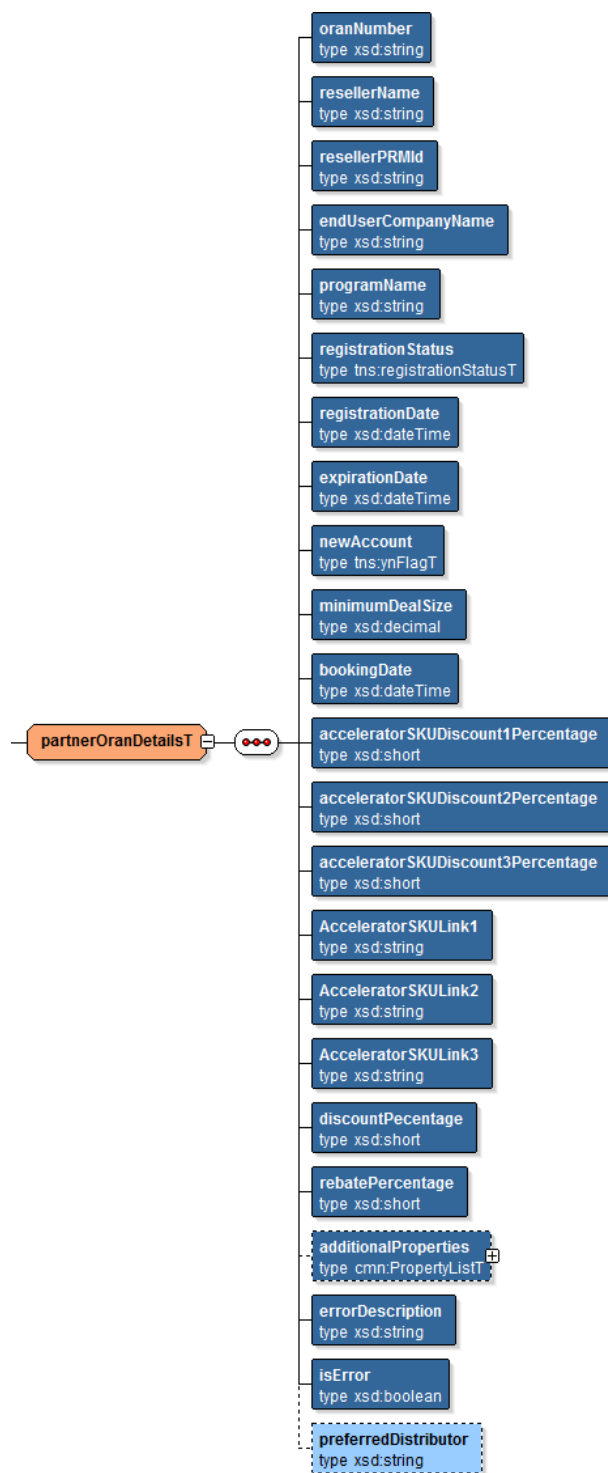 oranNumber
type xsd:string
resellerName
type xsd:string
resellerPRMId
type xsd:string
endUserCompanyName
type xsd:string
programName
type xsd:string
registrationStatus
type tns:registrationStatusT
registrationDate
type xsd:dateTime
expirationDate
type xsd:dateTime
newAccount
type tns:ynFlagT
minimumDealSize
type xsd:decimal
bookingDate
type xsd:dateTime
partnerOranDetailsT
acceleratorSKUDiscount1Percentage
type xsd:short
acceleratorSKUDiscount2Percentage
type xsd:short
acceleratorSKUDiscount3Percentage
type xsd:short
AcceleratorSKULink1
type xsd:string
AcceleratorSKULink2
type xsd:string
AcceleratorSKULink3
type xsd:string
discountPecentage
type xsd:short
rebatePercentage
type xsd:short
additionalProperties
type cmn:PropertyListT
errorDescription
type xsd:string
isError
type xsd:boolean
preferredDistributor
type xsd:string